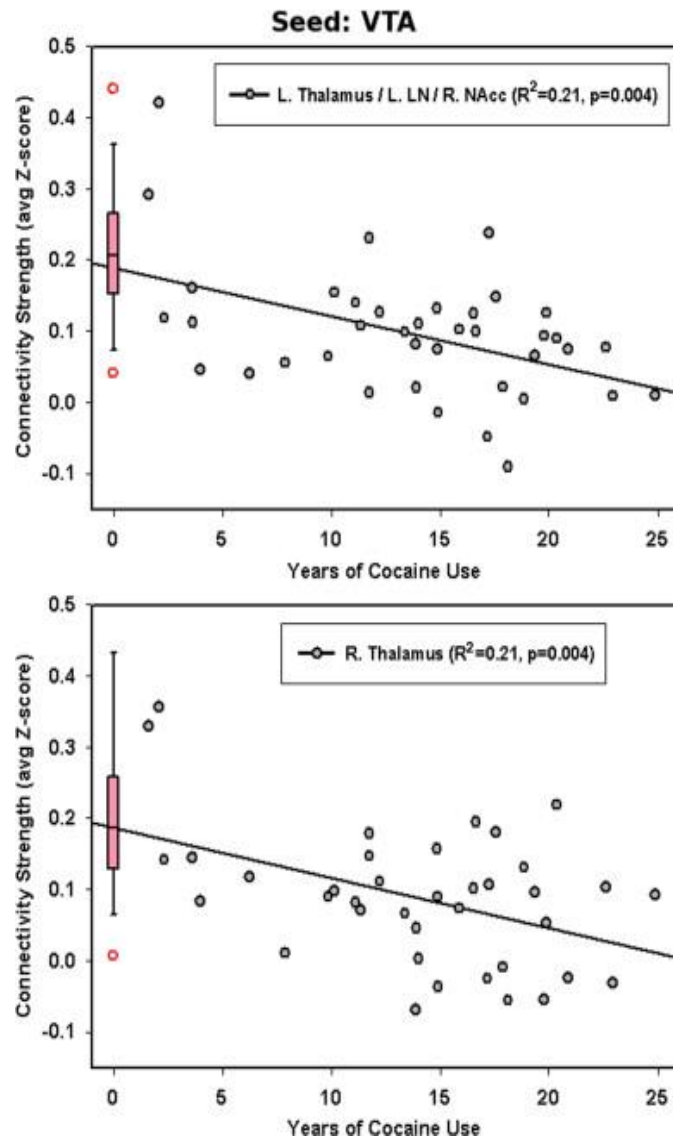 Seed: VTA
0.5
0.4
0.3
0.2
0.1
0.0
-0.1
Connectivity Strength (avg Z-score)
L. Thalamus / L. LN / R. NAcc (R²=0.21, p=0.004)
0 5 10 15 20 25
Years of Cocaine Use
0.5
0.4
0.3
0.2
0.1
0.0
-0.1
Connectivity Strength (avg Z-score)
R. Thalamus (R²=0.21, p=0.004)
0 5 10 15 20 25
Years of Cocaine Use